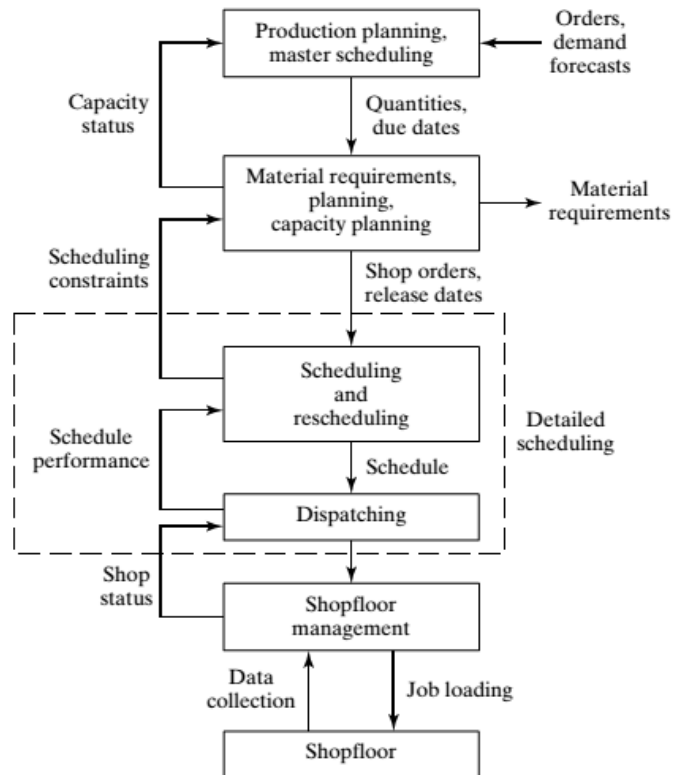 Production planning,
master scheduling
Orders,
demand
forecasts
Capacity
status
Quantities,
due dates
Material requirements,
planning,
capacity planning
Material
requirements
Scheduling
constraints
Shop orders,
release dates
Scheduling
and
rescheduling
Detailed
scheduling
Schedule
performance
Schedule
Dispatching
Shop
status
Shopfloor
management
Data
collection
Job loading
Shopfloor